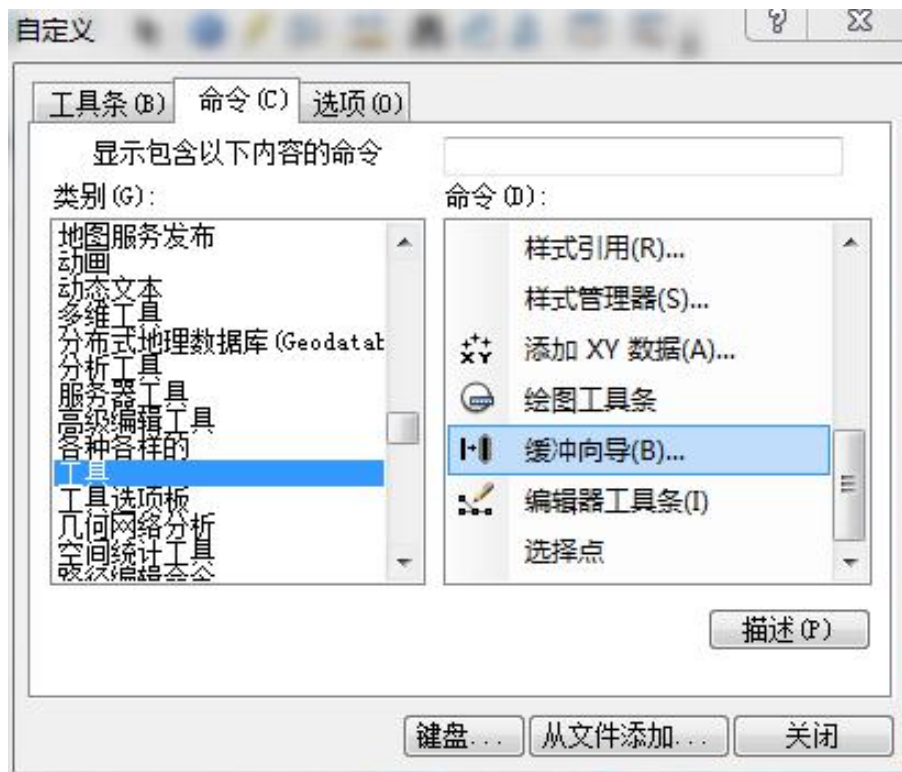 自定义
工具条(B) 命令(C) 选项(O)
显示包含以下内容的命令
类别(G):
地图服务发布
动画
动态文本
多维工具
分布式地理数据库(Geodatab
分析工具
服务器工具
高级编辑工具
各种各样的
工具
工具选项板
几何网络分析
空间统计工具
路径编辑命令
命令(D):
样式引用(R)...
样式管理器(S)...
添加 XY 数据(A)...
绘图工具条
缓冲向导(B)...
编辑器工具条(I)
选择点
描述(P)
键盘... 从文件添加... 关闭